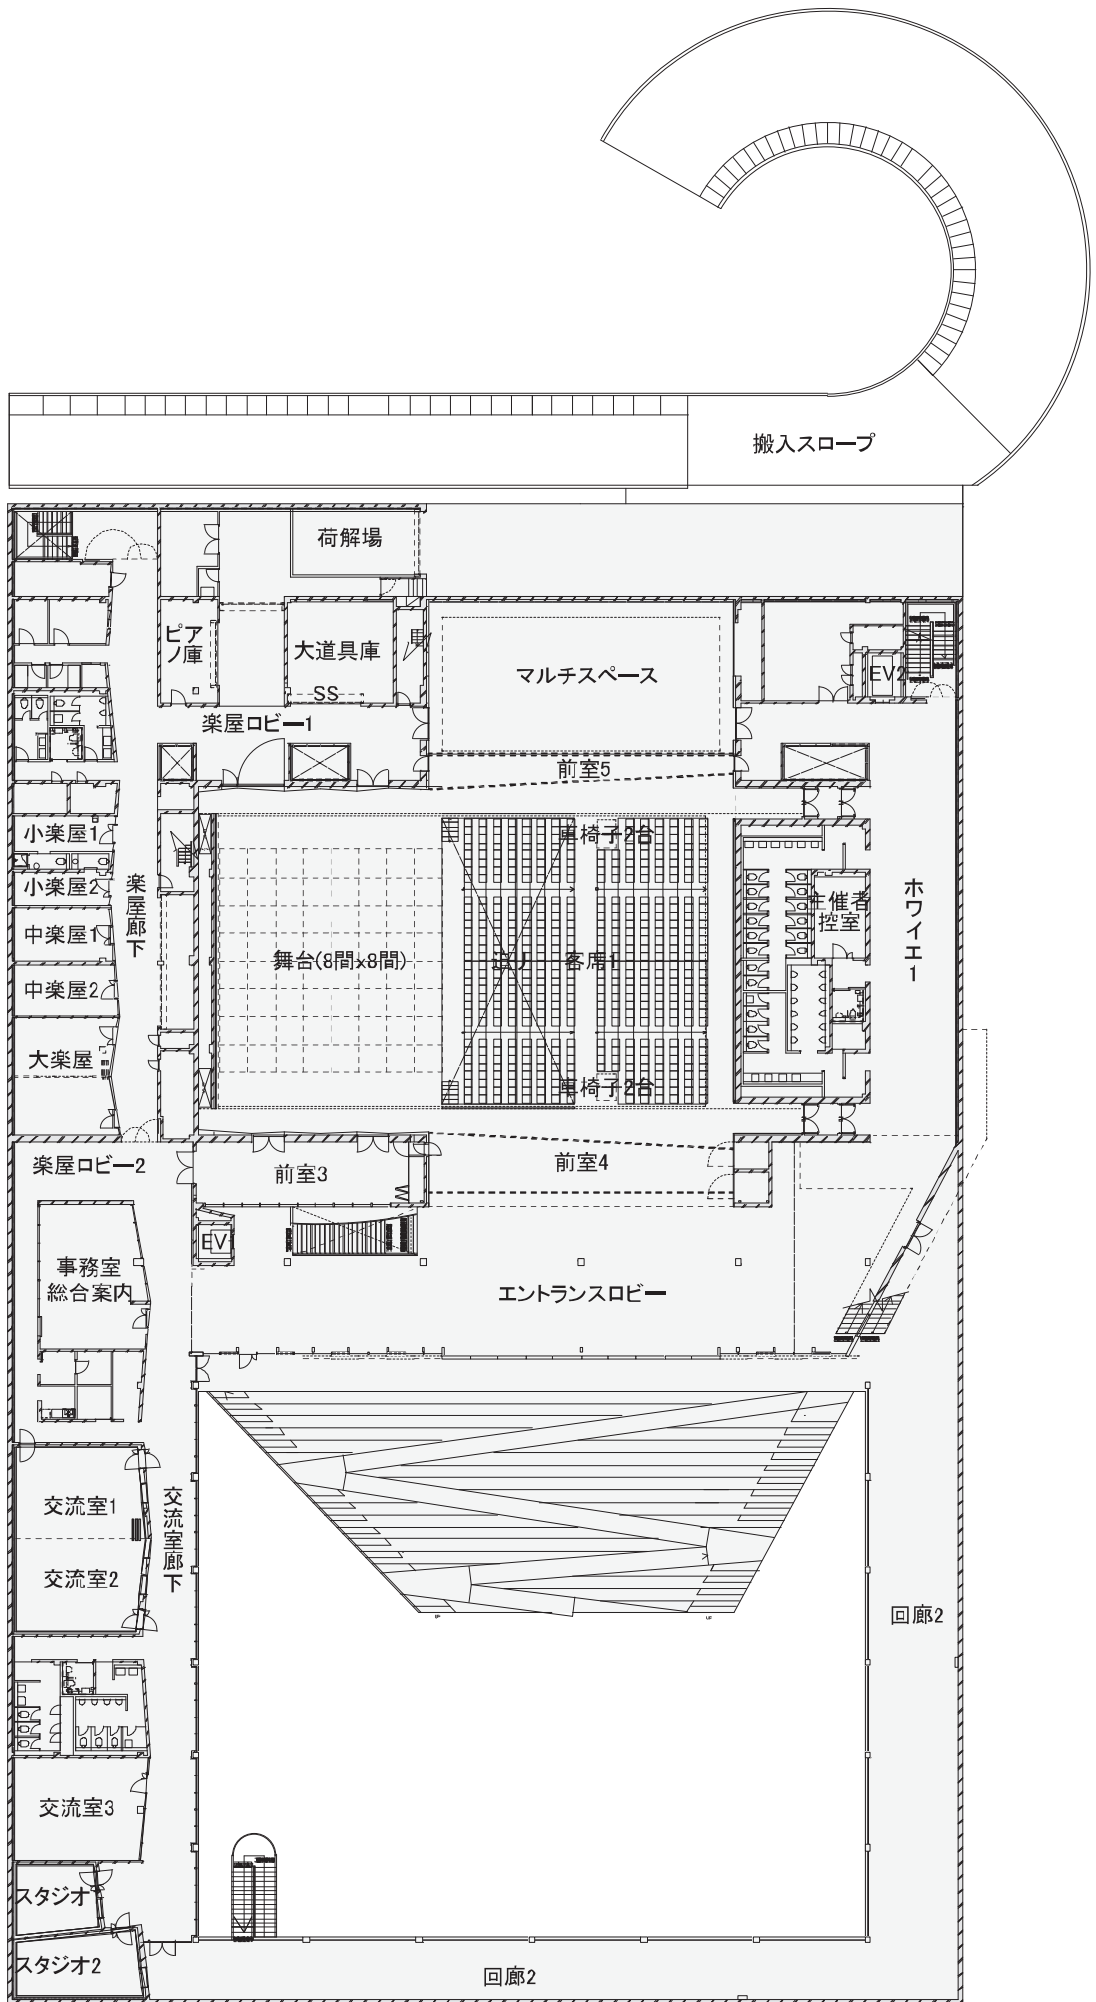 搬入スロープ
荷解場
ピア
ノ庫
大道具庫
SS
マルチスペース
EV2
楽屋ロビー1
前室5
小楽屋1
車椅子2台
小楽屋2
楽屋廊下
主催者
控室
ホワイエ1
中楽屋1
舞台(8間x8間)
客席1
中楽屋2
大楽屋
車椅子2台
楽屋ロビー2
前室3
前室4
EV
事務室
総合案内
エントランスロビー
交流室1
交流室廊下
交流室2
回廊2
交流室3
スタジオ
スタジオ2
回廊2